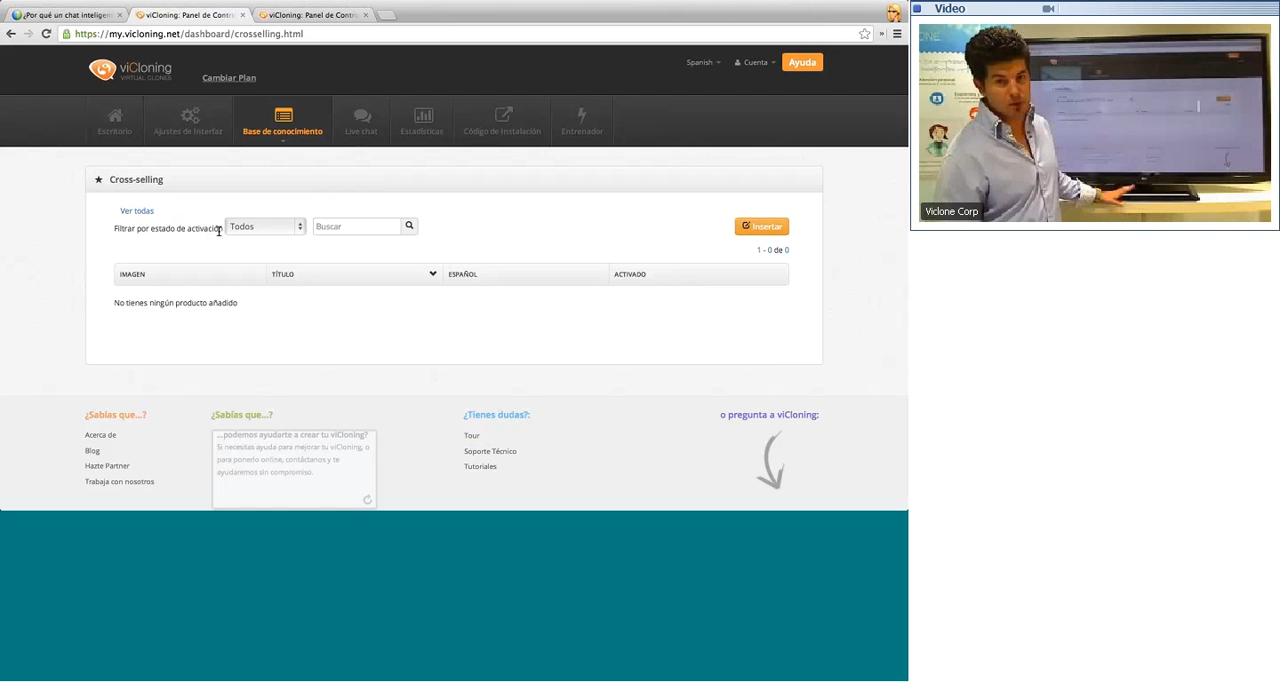 ¿Por qué un chat inteligen
viCloning: Panel de Contr
viCloning: Panel de Contr
Video
https://my.vicloning.net/dashboard/crosselling.html
viCloning
VIRTUAL CLONES
Cambiar Plan
Spanish
Cuenta
Ayuda
Escritorio
Ajustes de Interfaz
Base de conocimiento
Live chat
Estadísticas
Código de Instalación
Entrenador
Cross-selling
Ver todas
Filtrar por estado de activación
Todos
Buscar
Insertar
1 - 0 de 0
IMAGEN
TÍTULO
ESPAÑOL
ACTIVADO
No tienes ningún producto añadido
Viclone Corp
¿Sabías que...?
Acerca de
Blog
Hazte Partner
Trabaja con nosotros
¿Sabías que...?
...podemos ayudarte a crear tu viCloning?
Si necesitas ayuda para mejorar tu viCloning, o
para ponerlo online, contáctanos y te
ayudaremos sin compromiso.
¿Tienes dudas?:
Tour
Soporte Técnico
Tutoriales
o pregunta a viCloning: